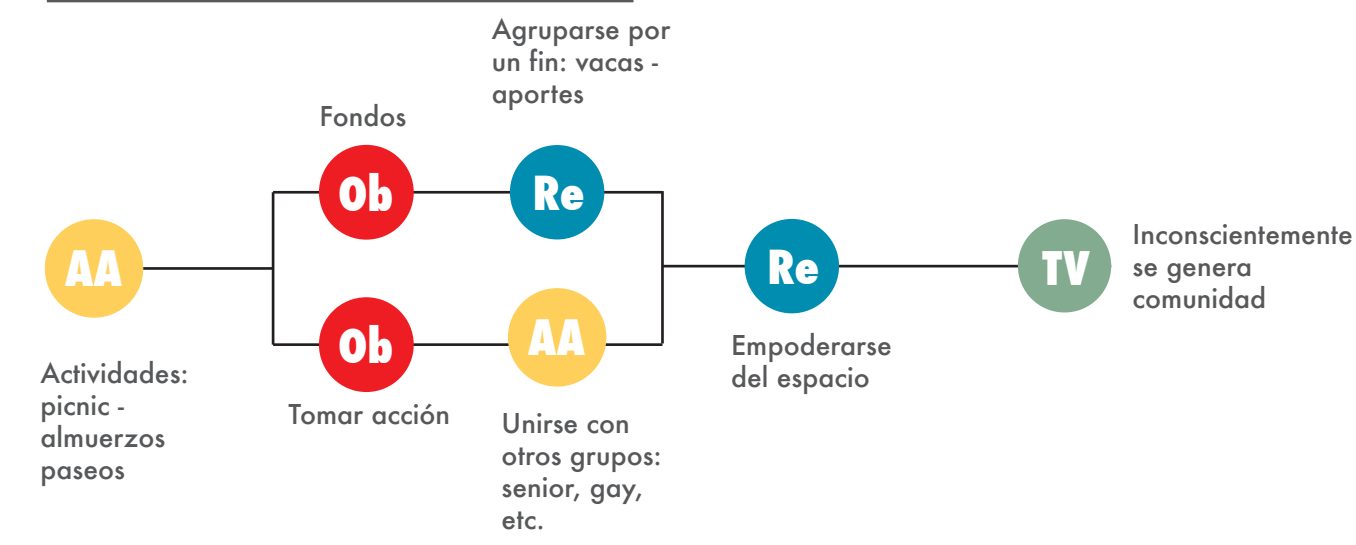 Agruparse por
un fin: vacas -
aportes
Fondos
Ob
Re
AA
Re
TV
Inconscientemente
se genera
comunidad
Ob
AA
Actividades:
picnic -
almuerzos
paseos
Tomar acción
Unirse con
otros grupos:
senior, gay,
etc.
Empoderarse
del espacio